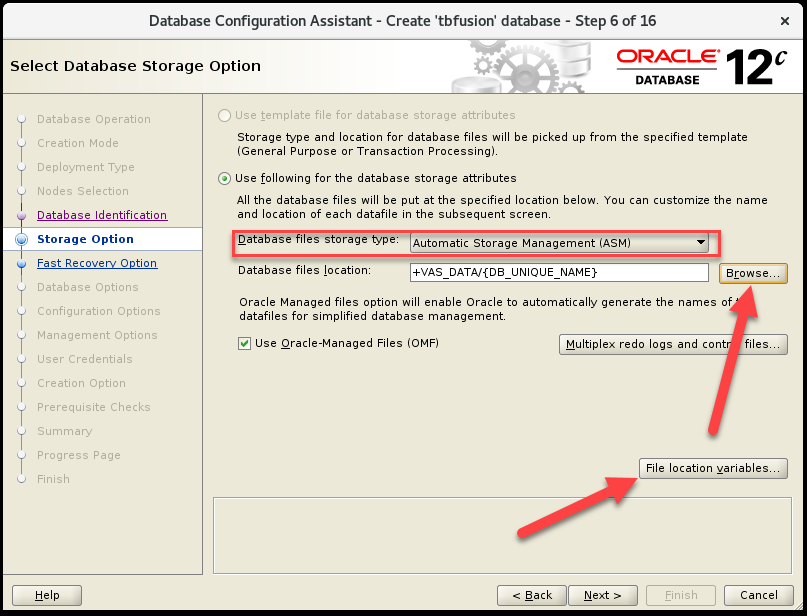 Database Configuration Assistant - Create 'tbfusion' database - Step 6 of 16
Select Database Storage Option
ORACLE
DATABASE
12c
Database Operation
Creation Mode
Deployment Type
Nodes Selection
Database Identification
Storage Option
Fast Recovery Option
Database Options
Configuration Options
Management Options
User Credentials
Creation Option
Prerequisite Checks
Summary
Progress Page
Finish
Use template file for database storage attributes
Storage type and location for database files will be picked up from the specified template
(General Purpose or Transaction Processing).
Use following for the database storage attributes
All the database files will be put at the specified location below. You can customize the name
and location of each datafile in the subsequent screen.
Database files storage type: Automatic Storage Management (ASM)
Database files location: +VAS_DATA/{DB_UNIQUE_NAME} Browse...
Oracle Managed files option will enable Oracle to automatically generate the names of
datafiles for simplified database management.
Use Oracle-Managed Files (OMF) Multiplex redo logs and control files...
File location variables...
Help < Back Next > Finish Cancel